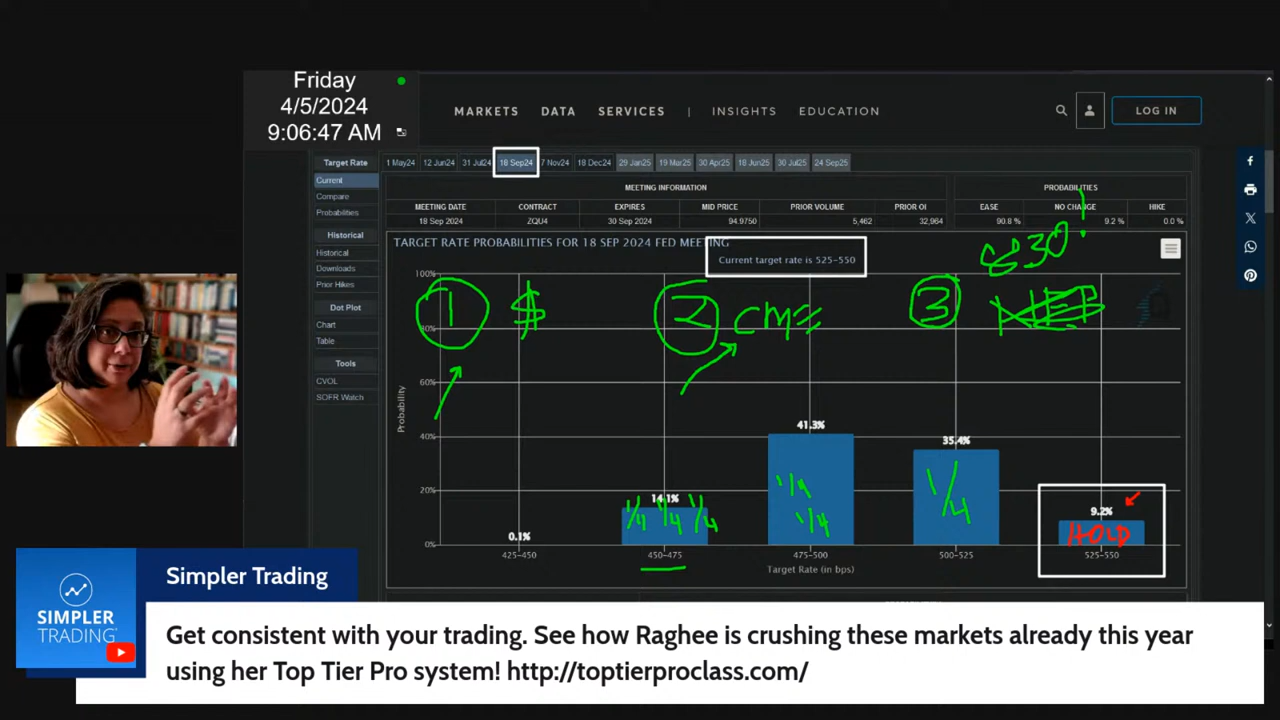 Friday
4/5/2024
9:06:47 AM
MARKETS DATA SERVICES | INSIGHTS EDUCATION
LOG IN
Target Rate
Current
Compare
Probabilities
Historical
Historical
Downloads
Prior Hikes
Dot Plot
Chart
Table
Tools
CVOL
SOFR Watch
1 May24 12 Jun24 31 Jul24 18 Sep24 7 Nov24 18 Dec24 29 Jan25 19 Mar25 30 Apr25 18 Jun25 30 Jul25 24 Sep25
MEETING INFORMATION
MEETING DATE CONTRACT EXPIRES MID PRICE PRIOR VOLUME PRIOR OI
18 Sep 2024 ZQU4 30 Sep 2024 94.9750 5,462 32,964
PROBABILITIES
EASE NO CHANGE HIKE
90.8 % 9.2 % 0.0 %
TARGET RATE PROBABILITIES FOR 18 SEP 2024 FED MEETING
Current target rate is 525-550
830
1 $ 2 CME 3
Probability
100%
80%
60%
40%
20%
0%
0.1%
14.1%
41.3%
35.4%
9.2%
1/4 1/4 1/4
1/4
1/4
1/4
HOLD
425-450 450-475 475-500 500-525 525-550
Target Rate (in bps)
SIMPLER
TRADING
Simpler Trading
Get consistent with your trading. See how Raghee is crushing these markets already this year
using her Top Tier Pro system! http://toptierproclass.com/